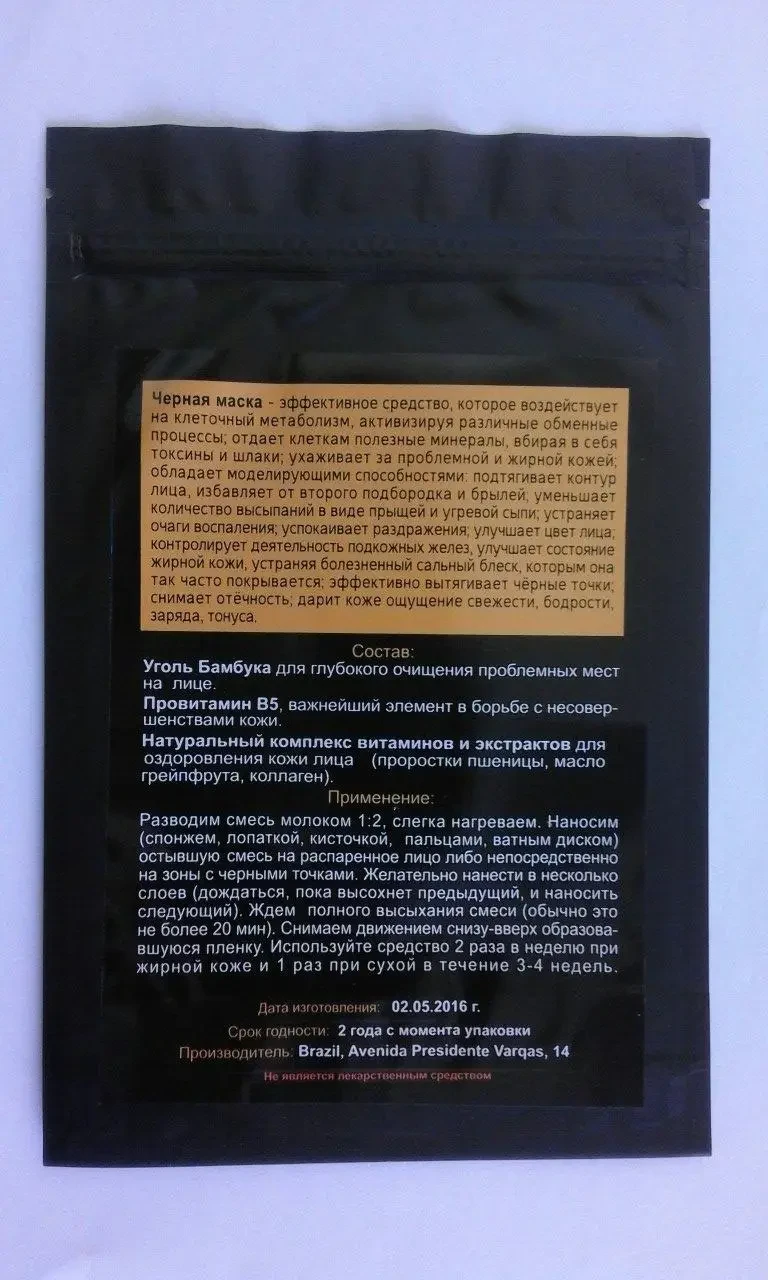 Черная маска - эффективное средство, которое воздействует
на клеточный метаболизм, активизируя различные обменные
процессы; отдает клеткам полезные минералы, вбирая в себя
токсины и шлаки; ухаживает за проблемной и жирной кожей;
обладает моделирующими способностями: подтягивает контур
лица, избавляет от второго подбородка и брылей; уменьшает
количество высыпаний в виде прыщей и угревой сыпи; устраняет
очаги воспаления; успокаивает раздражения; улучшает цвет лица;
контролирует деятельность подкожных желез, улучшает состояние
жирной кожи, устраняя болезненный сальный блеск, которым она
так часто покрывается; эффективно вытягивает чёрные точки;
снимает отёчность; дарит коже ощущение свежести, бодрости,
заряда, тонуса.
Состав:
Уголь Бамбука для глубокого очищения проблемных мест
на лице.
Провитамин В5, важнейший элемент в борьбе с несовер-
шенствами кожи.
Натуральный комплекс витаминов и экстрактов для
оздоровления кожи лица (проростки пшеницы, масло
грейпфрута, коллаген).
Применение:
Разводим смесь молоком 1:2, слегка нагреваем. Наносим
(спонжем, лопаткой, кисточкой, пальцами, ватным диском)
остывшую смесь на распаренное лицо либо непосредственно
на зоны с черными точками. Желательно нанести в несколько
слоев (дождаться, пока высохнет предыдущий, и наносить
следующий). Ждем полного высыхания смеси (обычно это
не более 20 мин). Снимаем движением снизу-вверх образова-
вшуюся пленку. Используйте средство 2 раза в неделю при
жирной коже и 1 раз при сухой в течение 3-4 недель.
Дата изготовления: 02.05.2016 г.
Срок годности: 2 года с момента упаковки
Производитель: Brazil, Avenida Presidente Vargas, 14
Не является лекарственным средством